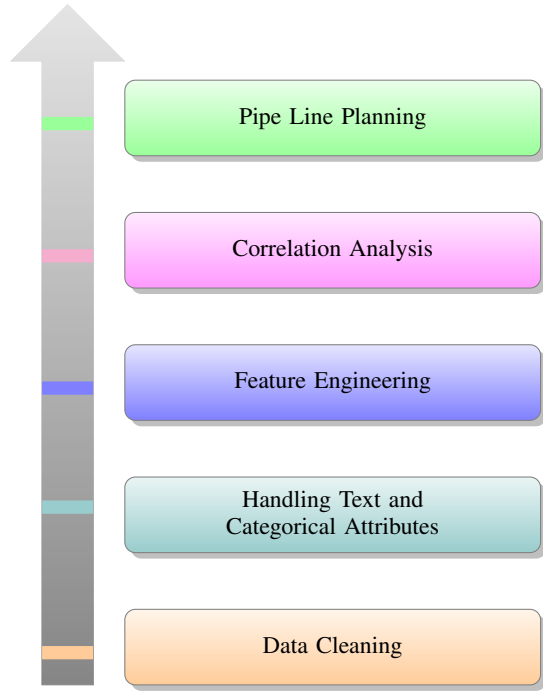 Pipe Line Planning
Correlation Analysis
Feature Engineering
Handling Text and
Categorical Attributes
Data Cleaning